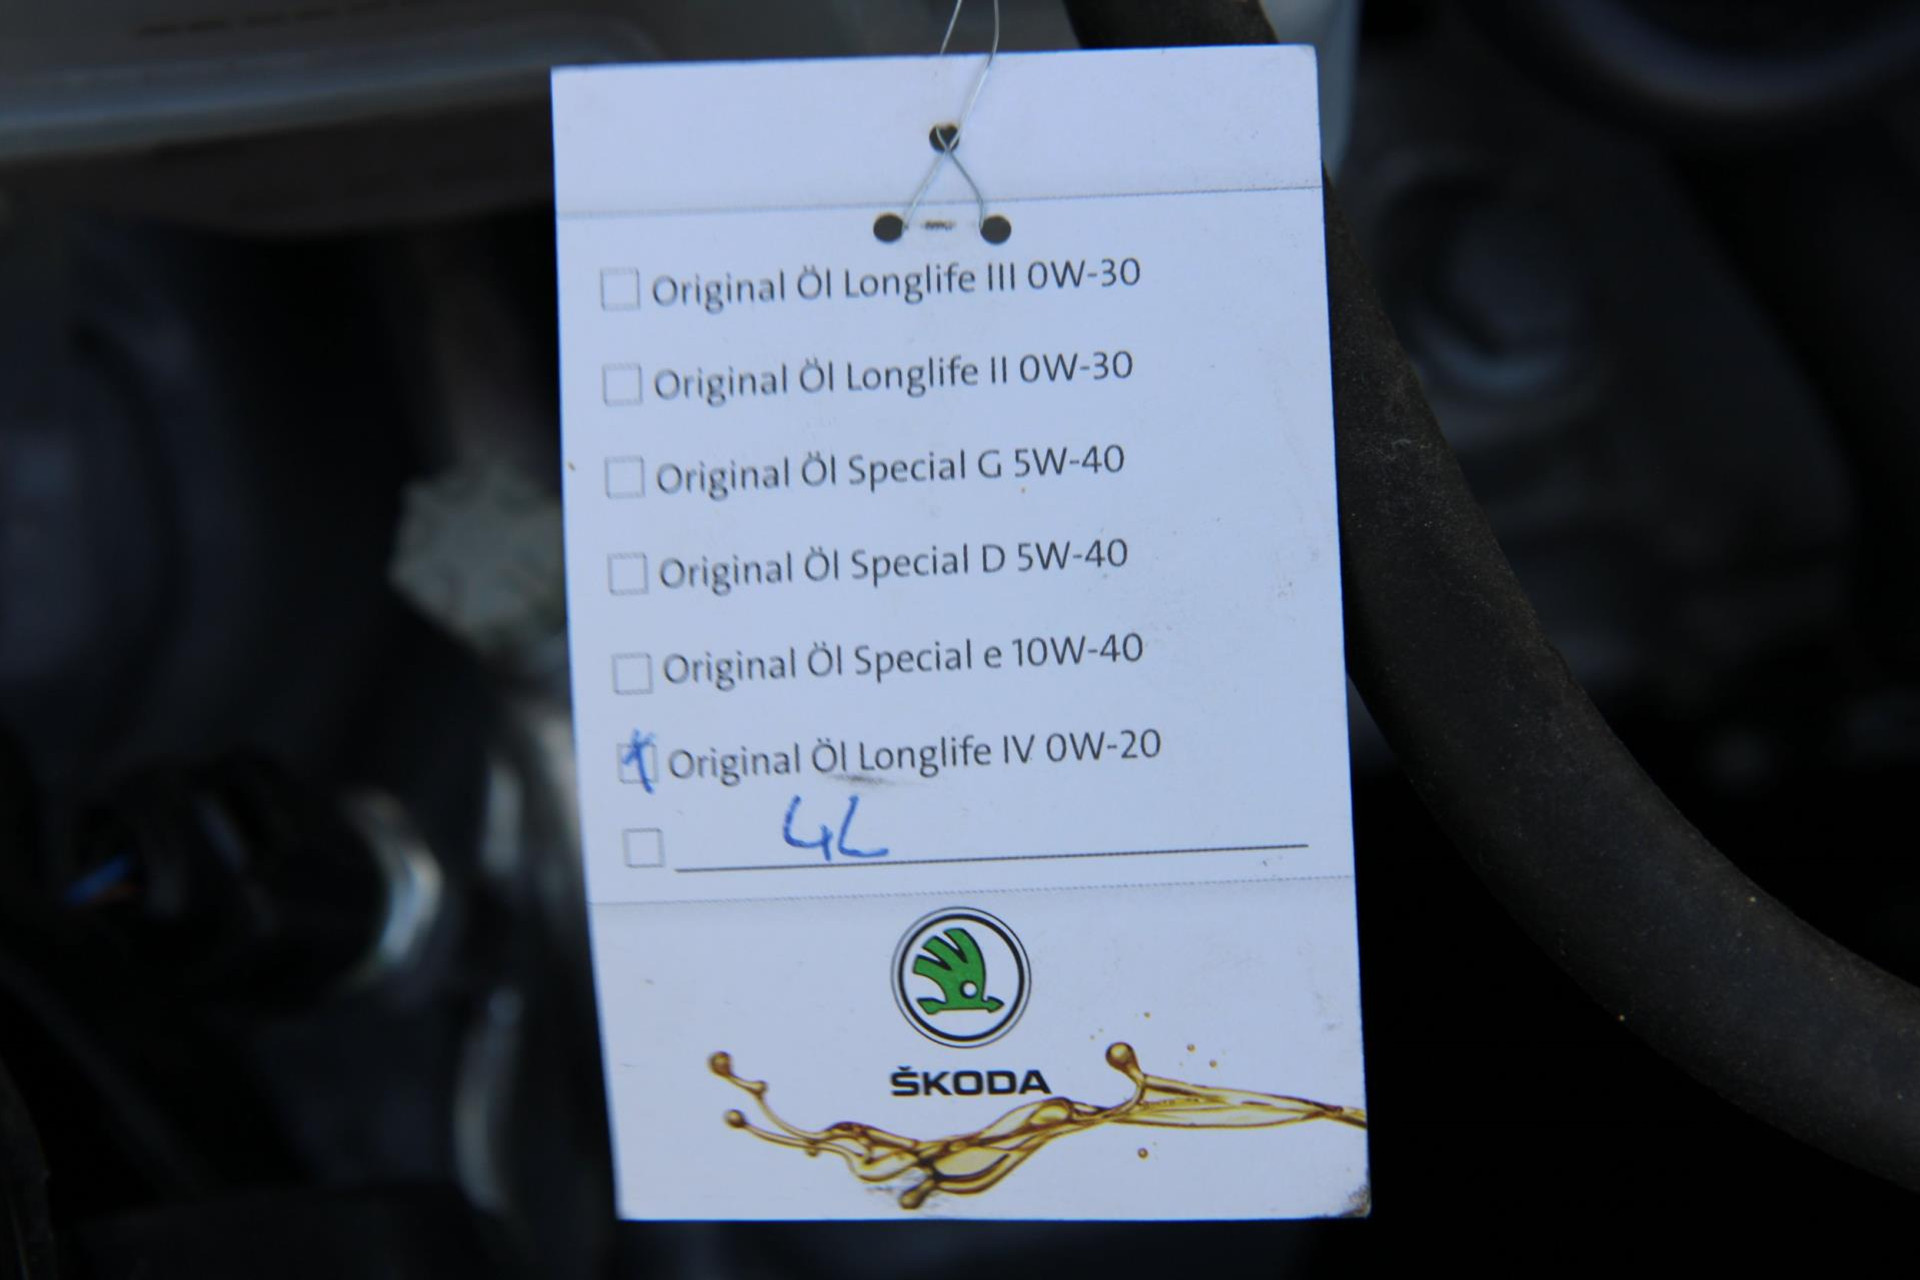 Original Öl Longlife III 0W-30
Original Öl Longlife II 0W-30
Original Öl Special G 5W-40
Original Öl Special D 5W-40
Original Öl Special e 10W-40
Original Öl Longlife IV 0W-20
4L
ŠKODA